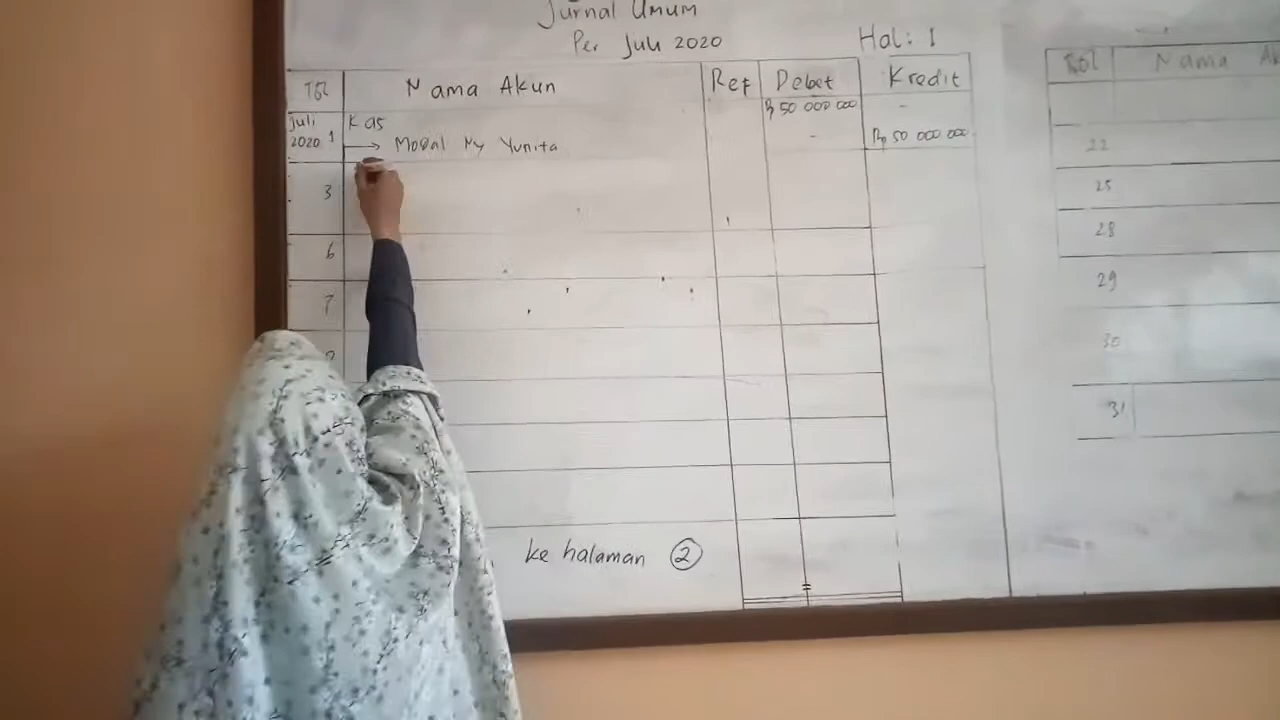 Jurnal Umum
Per Juli 2020
Hal: 1
Tgl Nama Akun Ref Debet Kredit
Juli 2020 1 Kas Rp 50 000 000 -
Modal Ny Yunita - Rp 50 000 000
3
6
7
ke halaman 2
Tgl Nama Ak
22
25
28
29
30
31